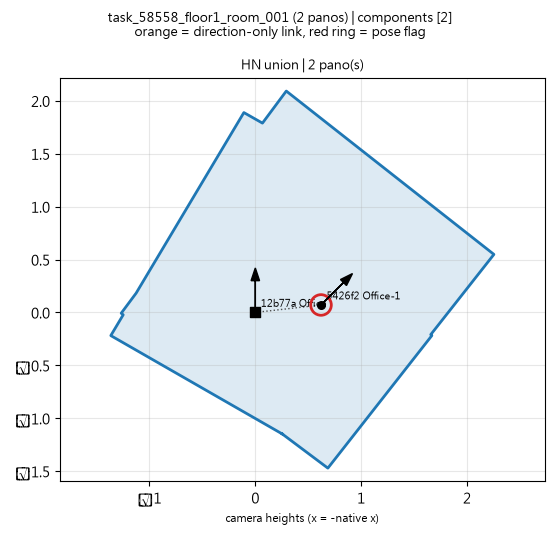 task_58558_floor1_room_001 (2 panos) | components [2]
orange = direction-only link, red ring = pose flag
HN union | 2 pano(s)
2.0
1.5
1.0
0.5
0.0
0.5
1.0
1.5
12b77a
426f2 Office-1
1 0 1 2
camera heights (x = -native x)